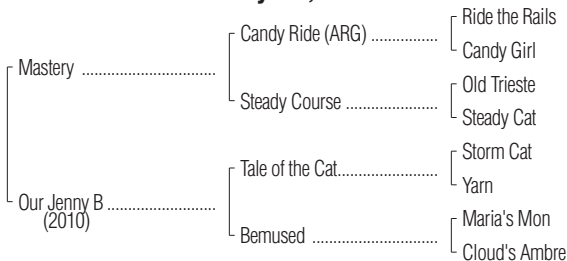 Ride the Rails
Candy Ride (ARG) ................
Candy Girl
Mastery ...............................
Old Trieste
Steady Course ......................
Steady Cat
Storm Cat
Tale of the Cat.......................
Yarn
Our Jenny B .........................
(2010)
Maria's Mon
Bemused .............................
Cloud's Ambre